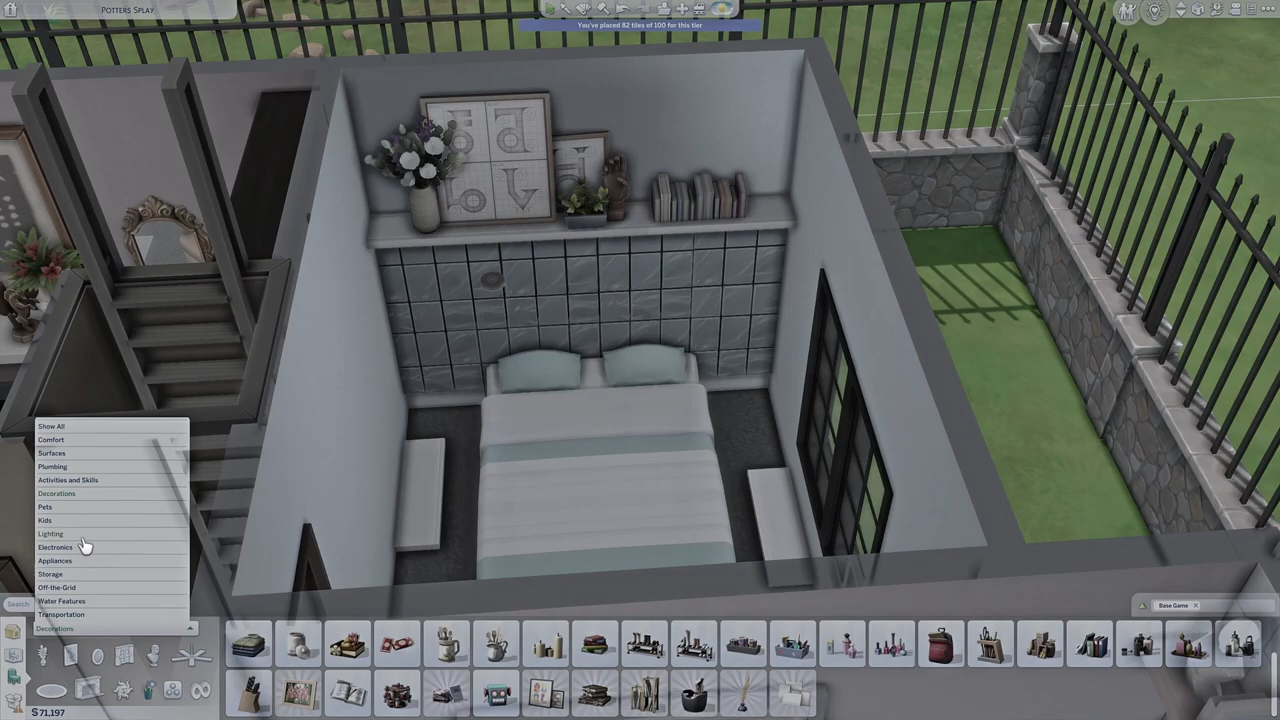 POTTERS SPLAY
You've placed 82 tiles of 100 for this tier
Show All
Comfort
Surfaces
Plumbing
Activities and Skills
Decorations
Pets
Kids
Lighting
Electronics
Appliances
Storage
Off-the-Grid
Water Features
Transportation
Search
Decorations
Base Game
$71,197